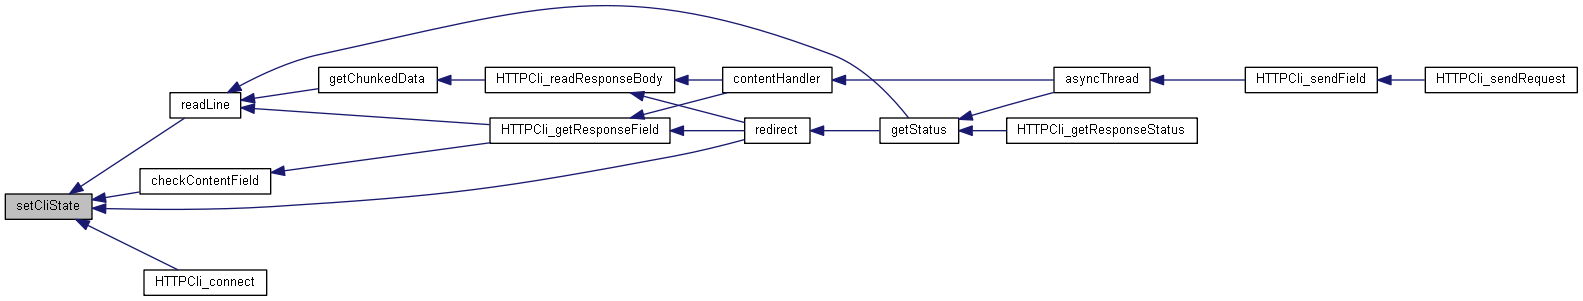 getChunkedData
HTTPCli_readResponseBody
contentHandler
asyncThread
HTTPCli_sendField
HTTPCli_sendRequest
readLine
HTTPCli_getResponseField
redirect
getStatus
HTTPCli_getResponseStatus
checkContentField
setCliState
HTTPCli_connect